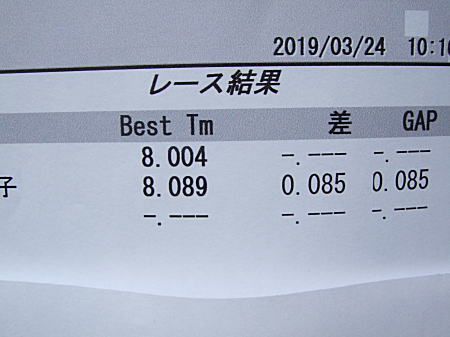 2019/03/24 10:1
レース結果
Best Tm 差 GAP
8.004 -.--- -.---
子 8.089 0.085 0.085
-.--- -.--- -.---